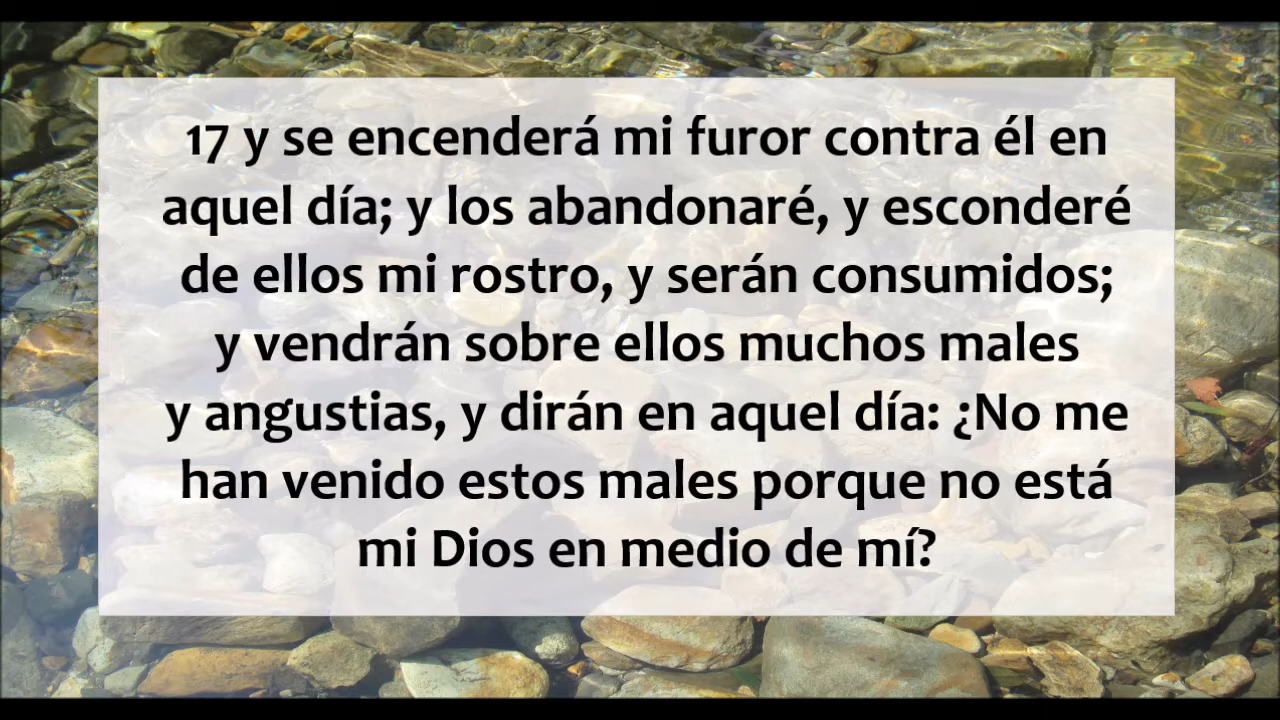 17 y se encenderá mi furor contra él en
aquel día; y los abandonaré, y esconderé
de ellos mi rostro, y serán consumidos;
y vendrán sobre ellos muchos males
y angustias, y dirán en aquel día: ¿No me
han venido estos males porque no está
mi Dios en medio de mí?